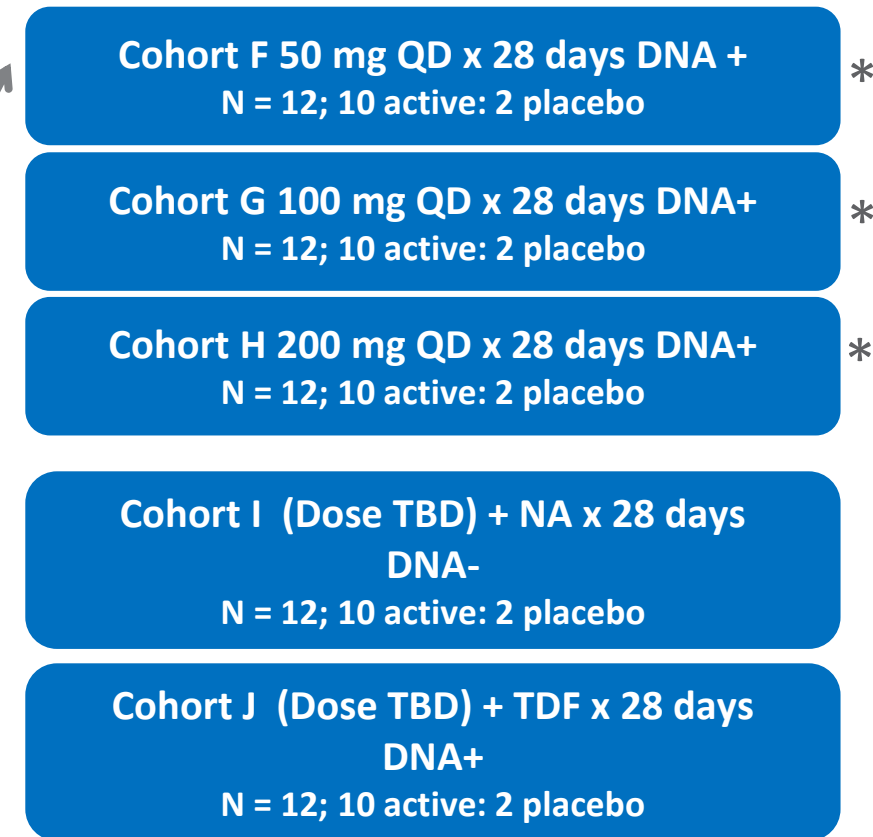 Cohort F 50 mg QD x 28 days DNA +
N = 12; 10 active: 2 placebo
*
Cohort G 100 mg QD x 28 days DNA+
N = 12; 10 active: 2 placebo
*
Cohort H 200 mg QD x 28 days DNA+
N = 12; 10 active: 2 placebo
*
Cohort I (Dose TBD) + NA x 28 days
DNA-
N = 12; 10 active: 2 placebo
Cohort J (Dose TBD) + TDF x 28 days
DNA+
N = 12; 10 active: 2 placebo